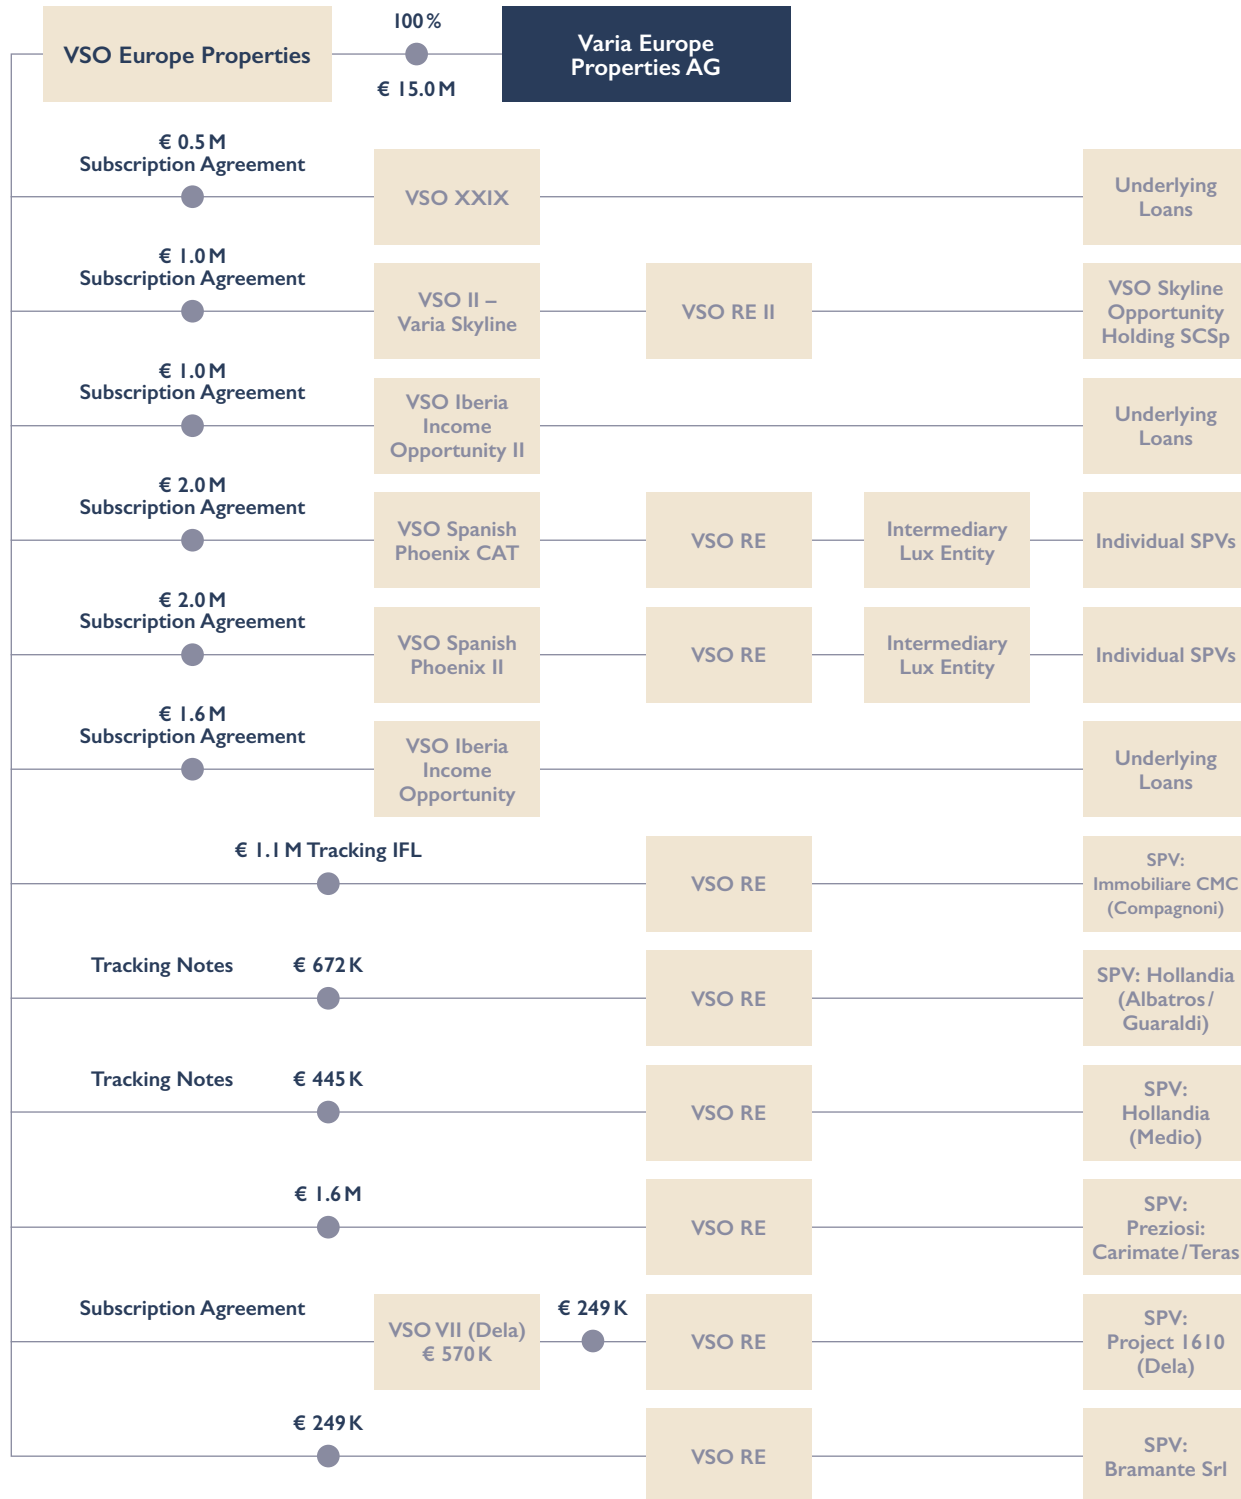 100 %
VSO Europe Properties
Varia Europe
Properties AG
€ 15.0 M
€ 0.5 M
Subscription Agreement
VSO XXIX
Underlying
Loans
€ 1.0 M
Subscription Agreement
VSO II –
Varia Skyline
VSO RE II
VSO Skyline
Opportunity
Holding SCSp
€ 1.0 M
Subscription Agreement
VSO Iberia
Income
Opportunity II
Underlying
Loans
€ 2.0 M
Subscription Agreement
VSO Spanish
Phoenix CAT
VSO RE
Intermediary
Lux Entity
Individual SPVs
€ 2.0 M
Subscription Agreement
VSO Spanish
Phoenix II
VSO RE
Intermediary
Lux Entity
Individual SPVs
€ 1.6 M
Subscription Agreement
VSO Iberia
Income
Opportunity
Underlying
Loans
€ 1.1 M Tracking IFL
VSO RE
SPV:
Immobiliare CMC
(Compagnoni)
Tracking Notes € 672 K
VSO RE
SPV: Hollandia
(Albatros /
Guaraldi)
Tracking Notes € 445 K
VSO RE
SPV:
Hollandia
(Medio)
€ 1.6 M
VSO RE
SPV:
Preziosi:
Carimate / Teras
Subscription Agreement
VSO VII (Dela)
€ 570 K
€ 249 K
VSO RE
SPV:
Project 1610
(Dela)
€ 249 K
VSO RE
SPV:
Bramante Srl